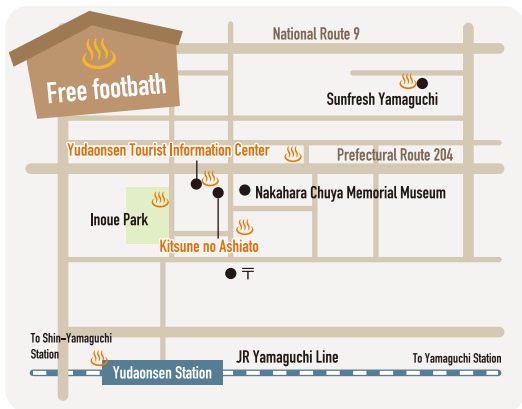 National Route 9
Free footbath
Sunfresh Yamaguchi
Yudaonsen Tourist Information Center
Prefectural Route 204
Nakahara Chuya Memorial Museum
Inoue Park
Kitsune no Ashiato
〒
To Shin-Yamaguchi
Station
JR Yamaguchi Line
To Yamaguchi Station
Yudaonsen Station